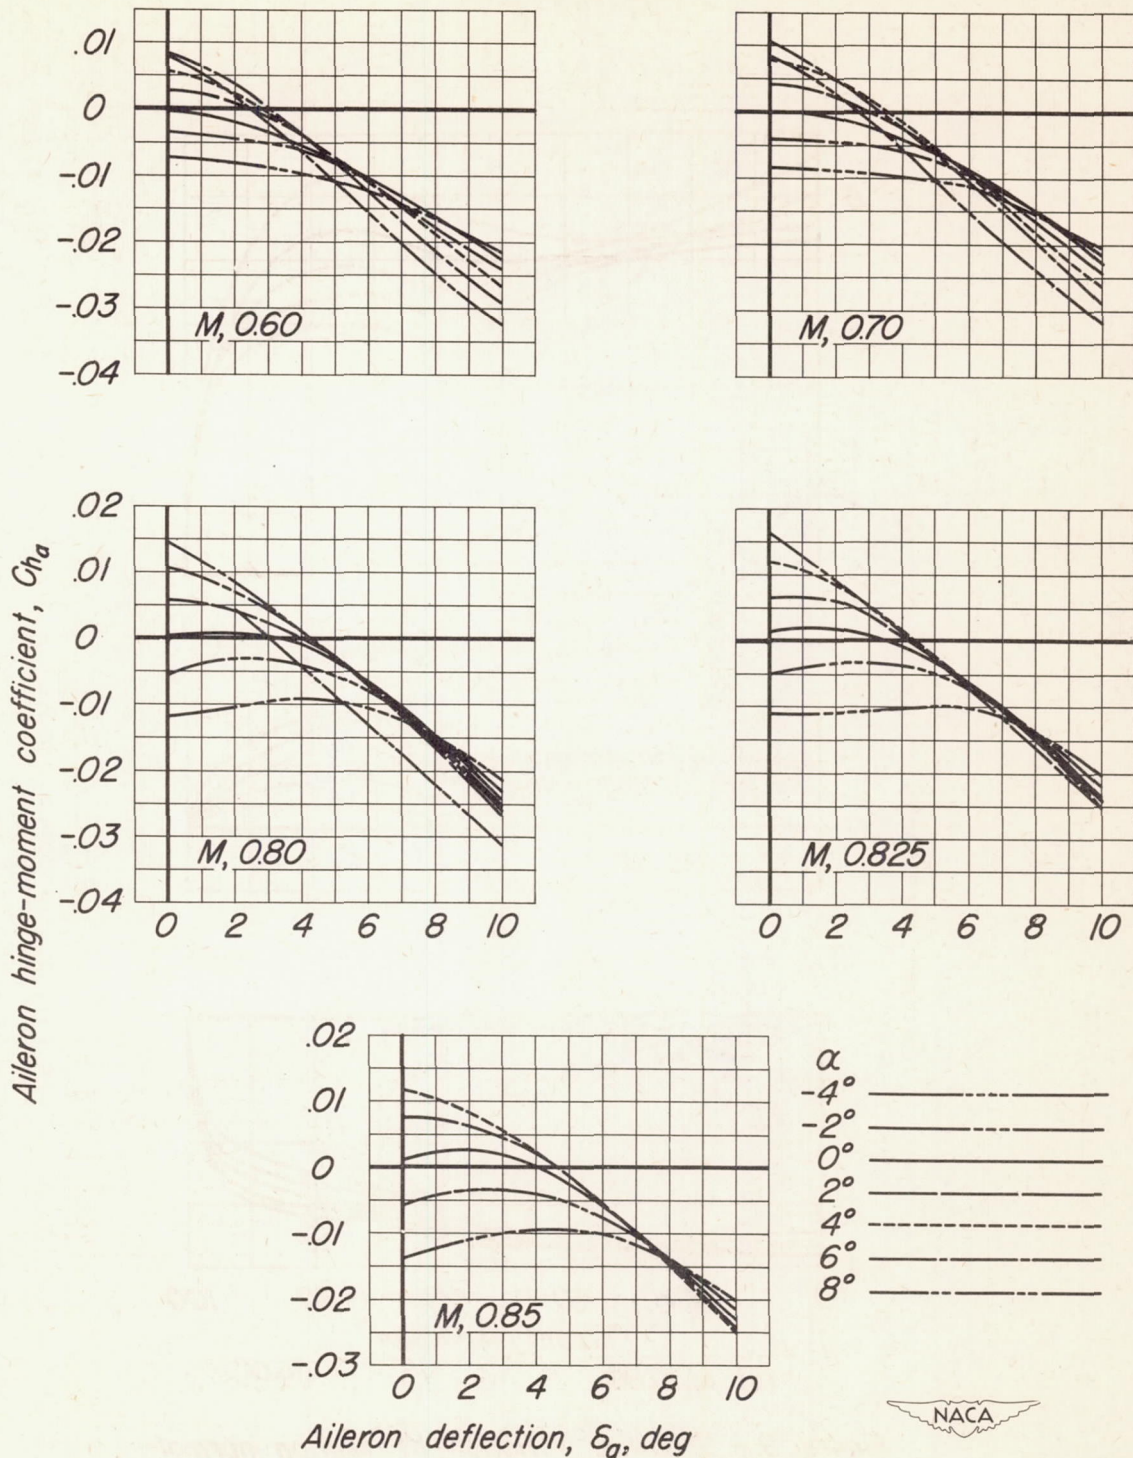 .01
0
-.01
-.02
-.03
-.04
M, 0.60
M, 0.70
Aileron hinge-moment coefficient, Cha
.02
.01
0
-.01
-.02
-.03
-.04
M, 0.80
M, 0.825
0 2 4 6 8 10
0 2 4 6 8 10
.02
.01
0
-.01
-.02
-.03
M, 0.85
0 2 4 6 8 10
Aileron deflection, δa, deg
α
-4°
-2°
0°
2°
4°
6°
8°
NACA